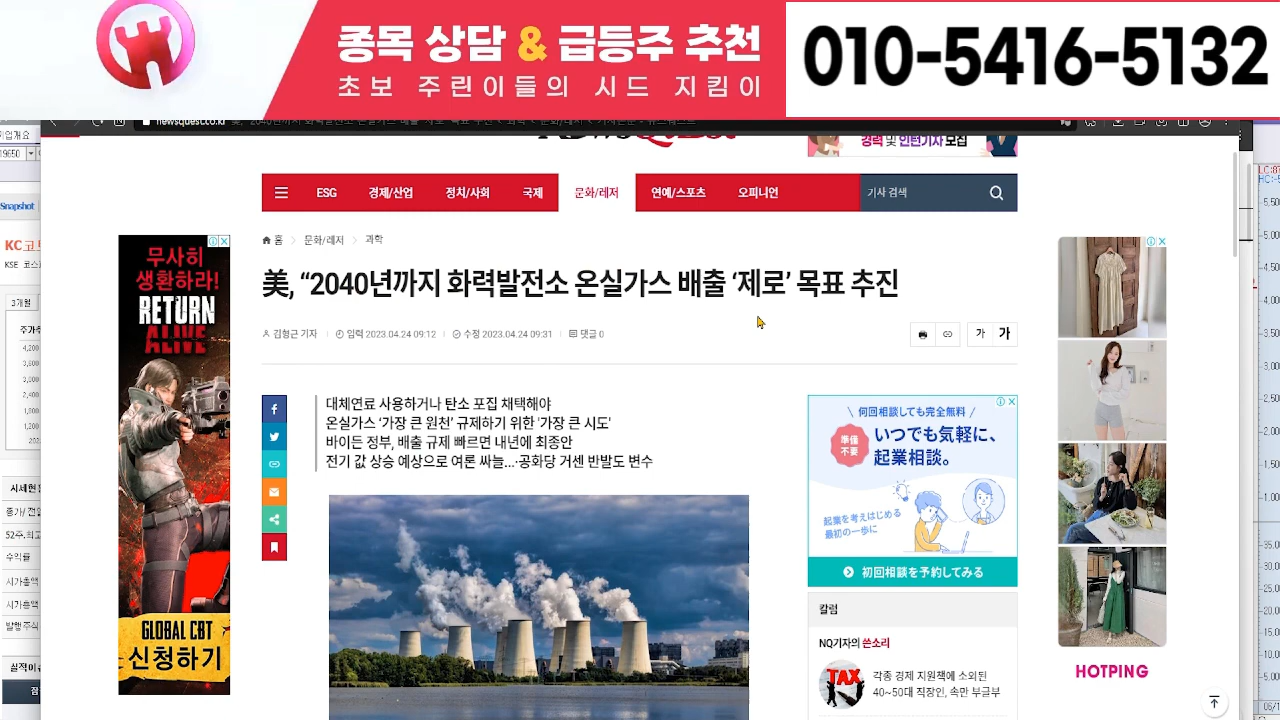 종목 상담 & 급등주 추천
초보 주린이들의 시드 지킴이
010-5416-5132
경력 및 인턴기자 모집
ESG
경제/산업
정치/사회
국제
문화/레저
연예/스포츠
오피니언
기사 검색
홈
문화/레저
과학
美, “2040년까지 화력발전소 온실가스 배출 ‘제로’ 목표 추진
김형근 기자
입력 2023.04.24 09:12
수정 2023.04.24 09:31
댓글 0
가
가
대체연료 사용하거나 탄소 포집 채택해야
온실가스 '가장 큰 원천' 규제하기 위한 '가장 큰 시도'
바이든 정부, 배출 규제 빠르면 내년에 최종안
전기 값 상승 예상으로 여론 싸늘...·공화당 거센 반발도 변수
무사히
생환하라!
RETURN
ALIVE
GLOBAL CBT
신청하기
何回相談しても完全無料
準備
不要
いつでも気軽に、
起業相談。
起業を考えはじめる
最初の一歩に
初回相談を予約してみる
칼럼
NQ기자의 쓴소리
TAX
각종 경제 지원책에 소외된
40~50대 직장인, 속만 부글부
HOTPING
Snapshot
3개월